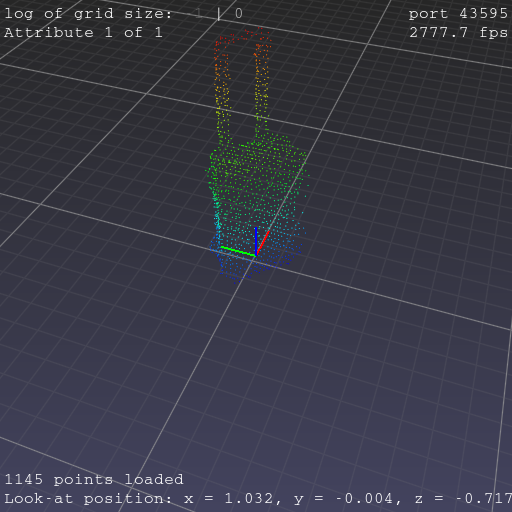 log of grid size: 1 | 0
Attribute 1 of 1
port 43595
2777.7 fps
1145 points loaded
Look-at position: x = 1.032, y = -0.004, z = -0.717